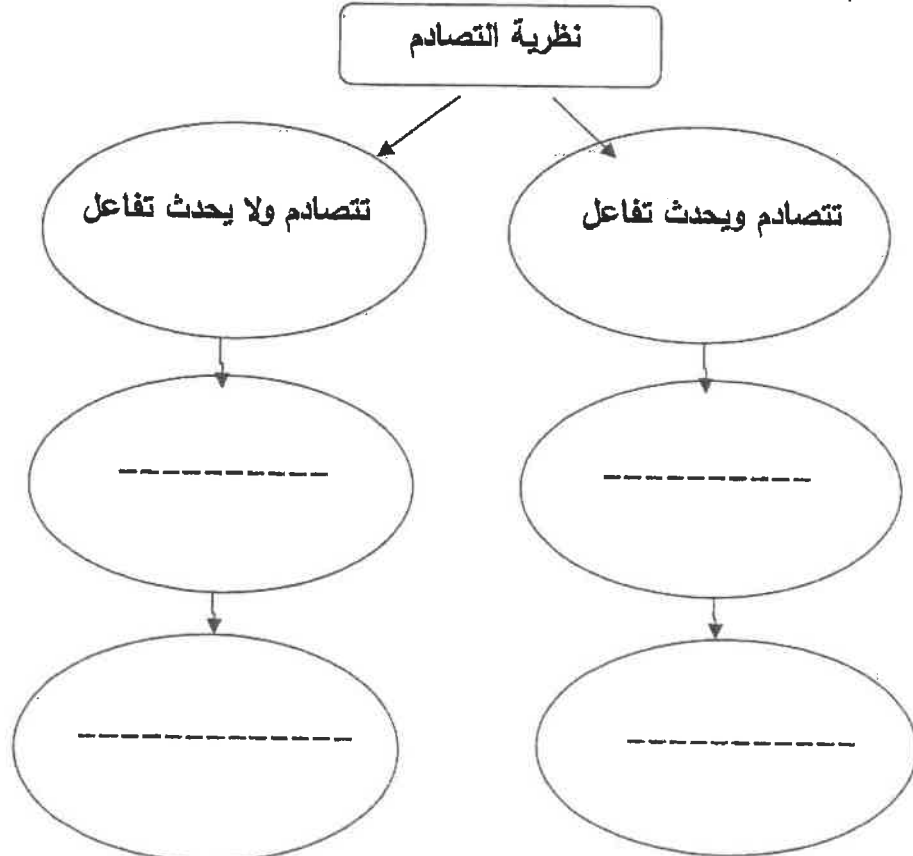 نظرية التصادم
تتصادم ويحدث تفاعل
تتصادم ولا يحدث تفاعل
----------
----------
-----------
-------------